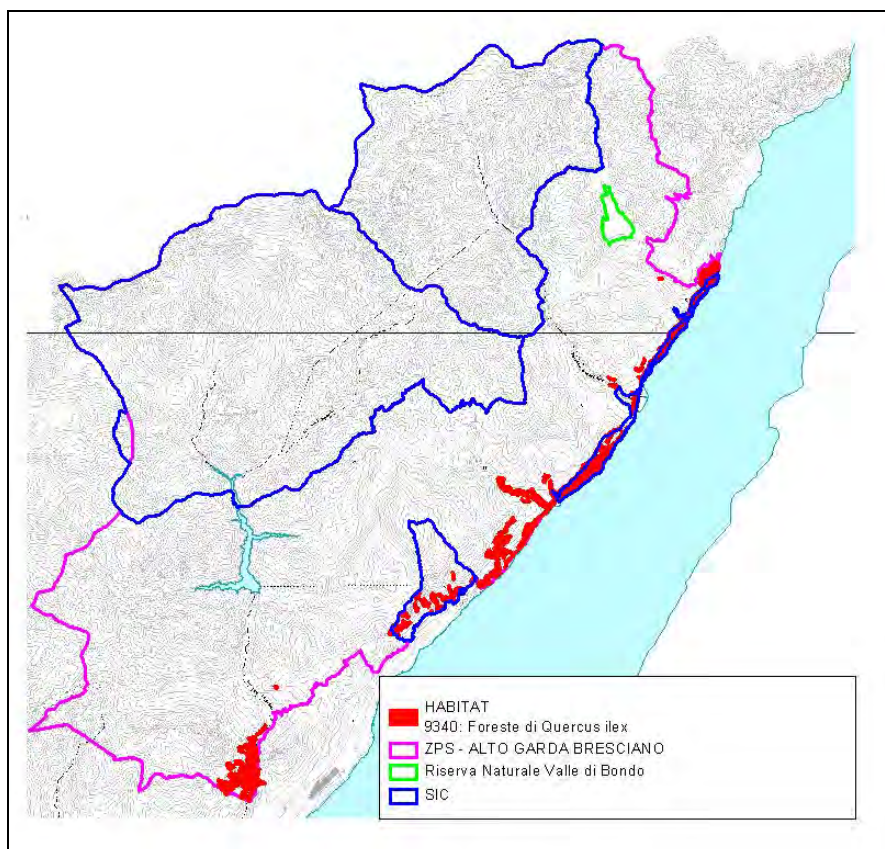 HABITAT
9340: Foreste di Quercus ilex
ZPS - ALTO GARDA BRESCIANO
Riserva Naturale Valle di Bondo
SIC